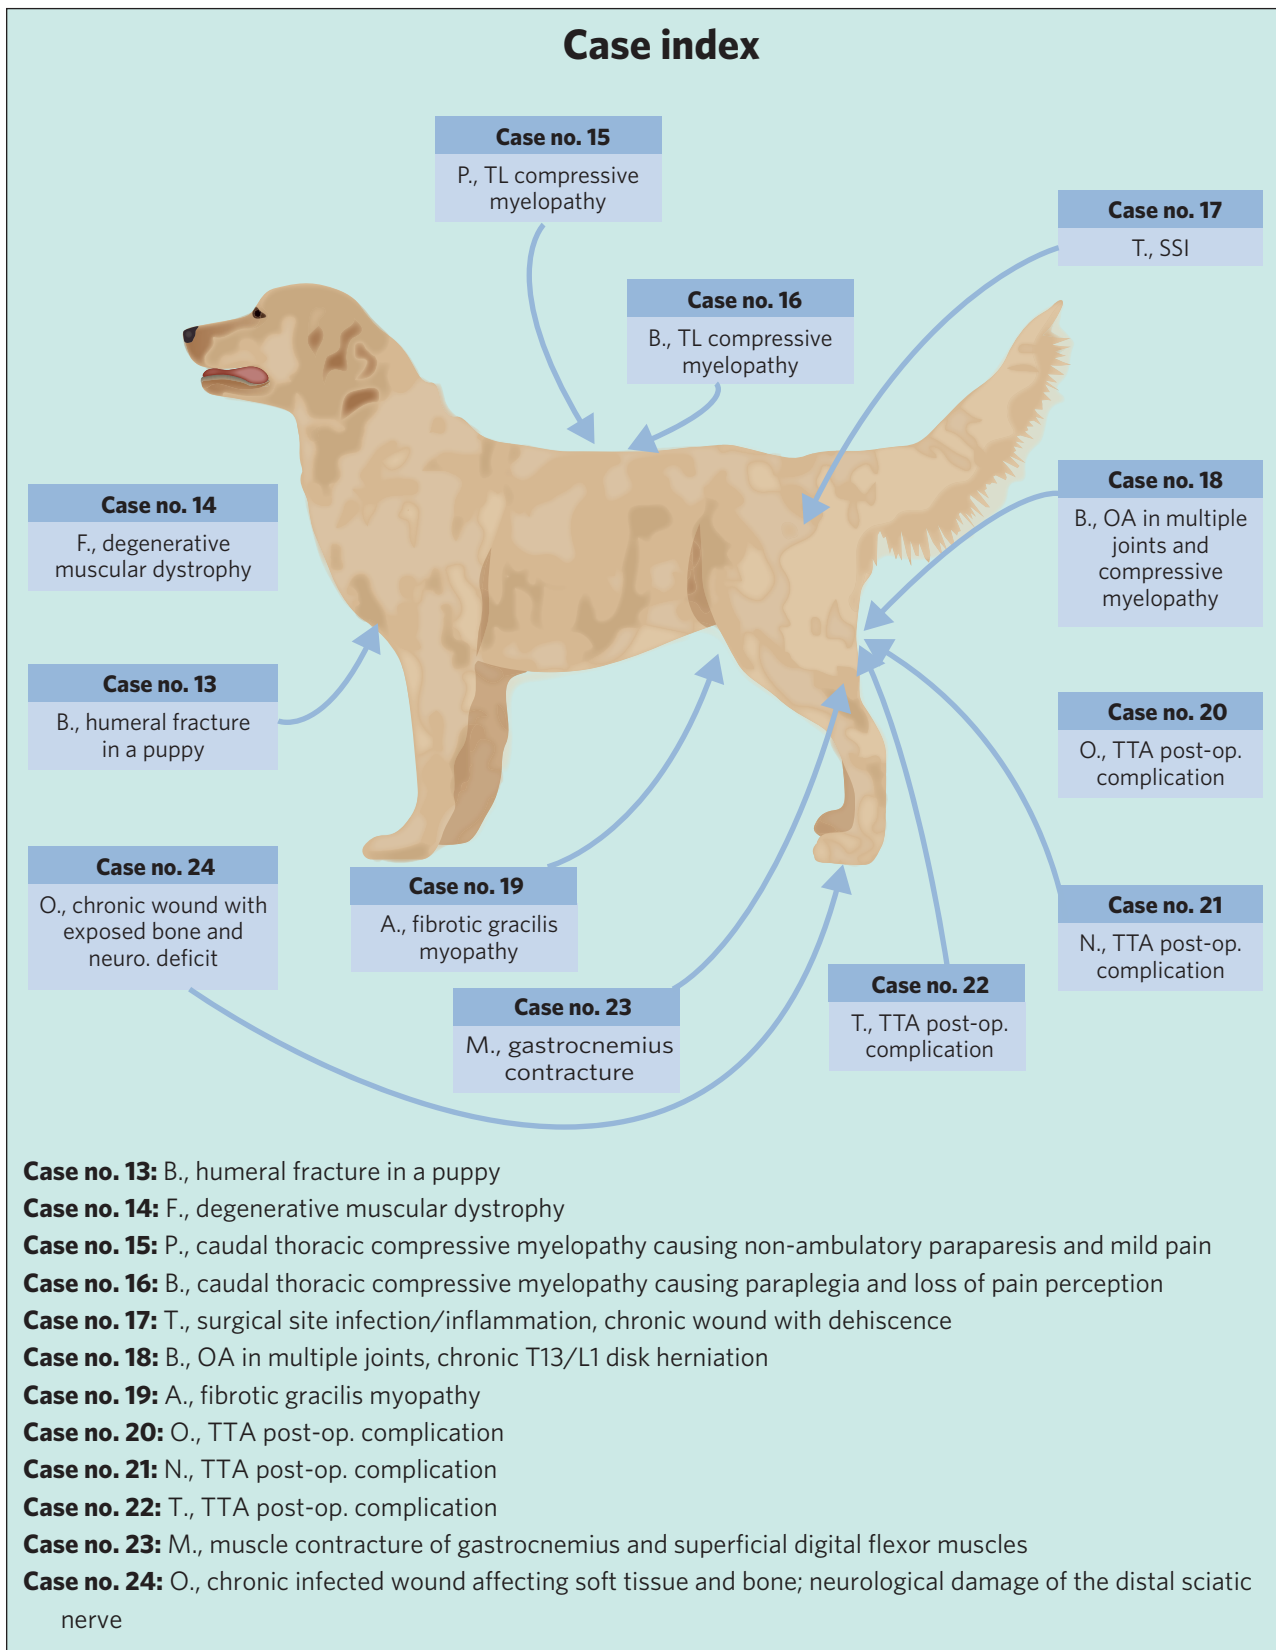 Case index
Case no. 15
P., TL compressive
myelopathy
Case no. 17
T., SSI
Case no. 16
B., TL compressive
myelopathy
Case no. 14
F., degenerative
muscular dystrophy
Case no. 18
B., OA in multiple
joints and
compressive
myelopathy
Case no. 13
B., humeral fracture
in a puppy
Case no. 20
O., TTA post-op.
complication
Case no. 24
O., chronic wound with
exposed bone and
neuro. deficit
Case no. 19
A., fibrotic gracilis
myopathy
Case no. 21
N., TTA post-op.
complication
Case no. 22
T., TTA post-op.
complication
Case no. 23
M., gastrocnemius
contracture
Case no. 13: B., humeral fracture in a puppy
Case no. 14: F., degenerative muscular dystrophy
Case no. 15: P., caudal thoracic compressive myelopathy causing non-ambulatory paraparesis and mild pain
Case no. 16: B., caudal thoracic compressive myelopathy causing paraplegia and loss of pain perception
Case no. 17: T., surgical site infection/inflammation, chronic wound with dehiscence
Case no. 18: B., OA in multiple joints, chronic T13/L1 disk herniation
Case no. 19: A., fibrotic gracilis myopathy
Case no. 20: O., TTA post-op. complication
Case no. 21: N., TTA post-op. complication
Case no. 22: T., TTA post-op. complication
Case no. 23: M., muscle contracture of gastrocnemius and superficial digital flexor muscles
Case no. 24: O., chronic infected wound affecting soft tissue and bone; neurological damage of the distal sciatic
nerve